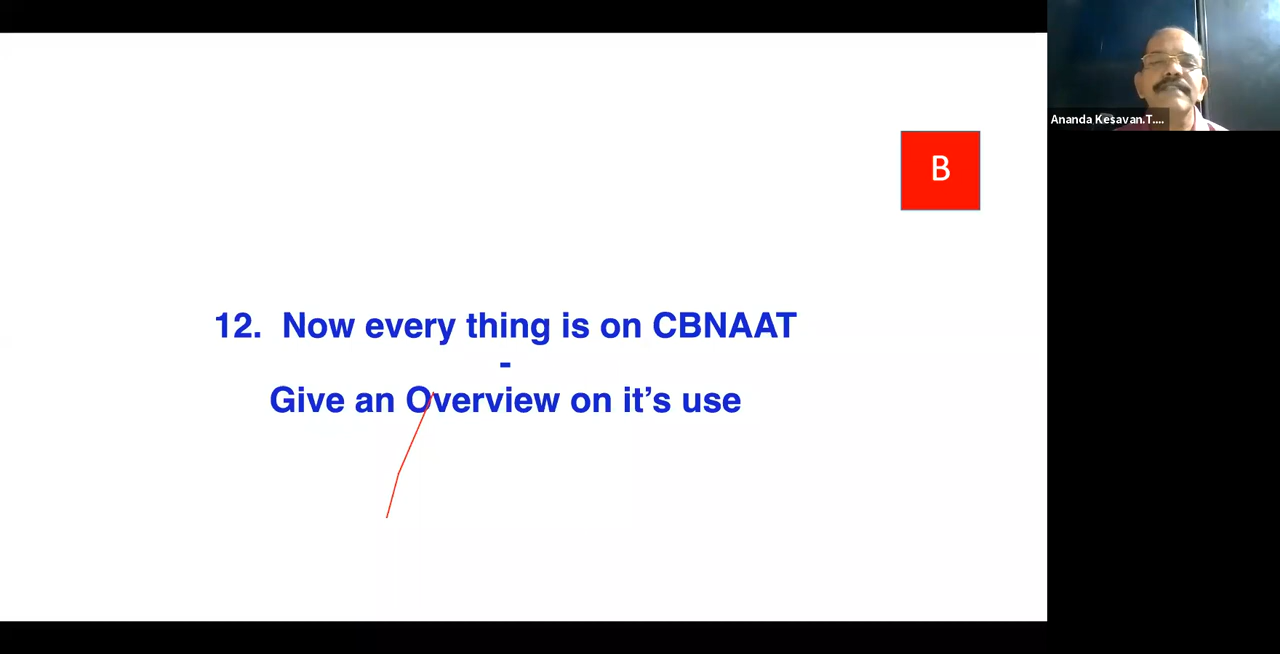 B
12. Now every thing is on CBNAAT
-
Give an Overview on it’s use
Ananda Kesavan.T....